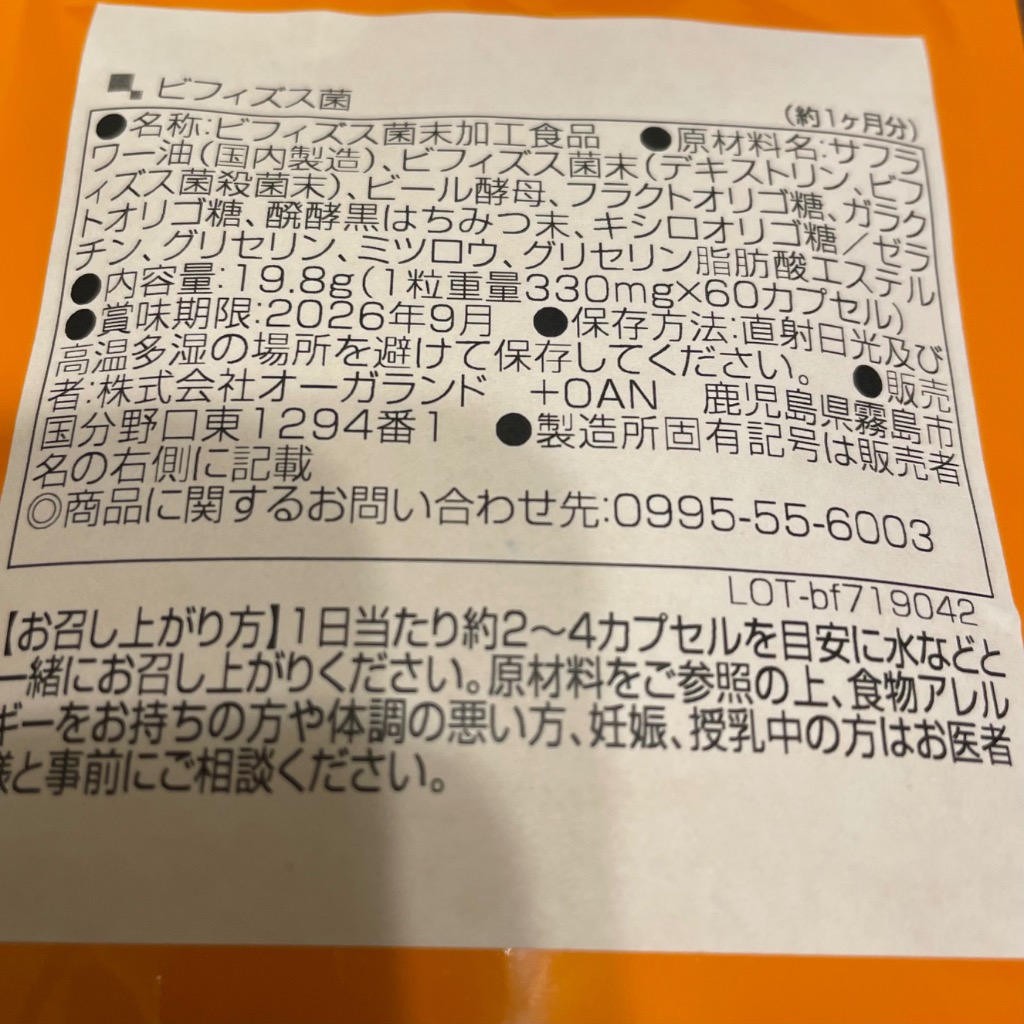 ビフィズス菌
(約1ヶ月分)
●名称:ビフィズス菌末加工食品 ●原材料名:サフラ
ワー油(国内製造)、ビフィズス菌末(デキストリン、ビフ
ィズス菌殺菌末)、ビール酵母、フラクトオリゴ糖、ガラク
トオリゴ糖、醗酵黒はちみつ末、キシロオリゴ糖/ゼラ
チン、グリセリン、ミツロウ、グリセリン脂肪酸エステル
●内容量:19.8g(1粒重量330mg×60カプセル)
●賞味期限:2026年9月 ●保存方法:直射日光及び
高温多湿の場所を避けて保存してください。 ●販売
者:株式会社オーガランド +OAN 鹿児島県霧島市
国分野口東1294番1 ●製造所固有記号は販売者
名の右側に記載
◎商品に関するお問い合わせ先:0995-55-6003
LOT-bf719042
【お召し上がり方】1日当たり約2～4カプセルを目安に水などと
一緒にお召し上がりください。原材料をご参照の上、食物アレル
ギーをお持ちの方や体調の悪い方、妊娠、授乳中の方はお医者
様と事前にご相談ください。